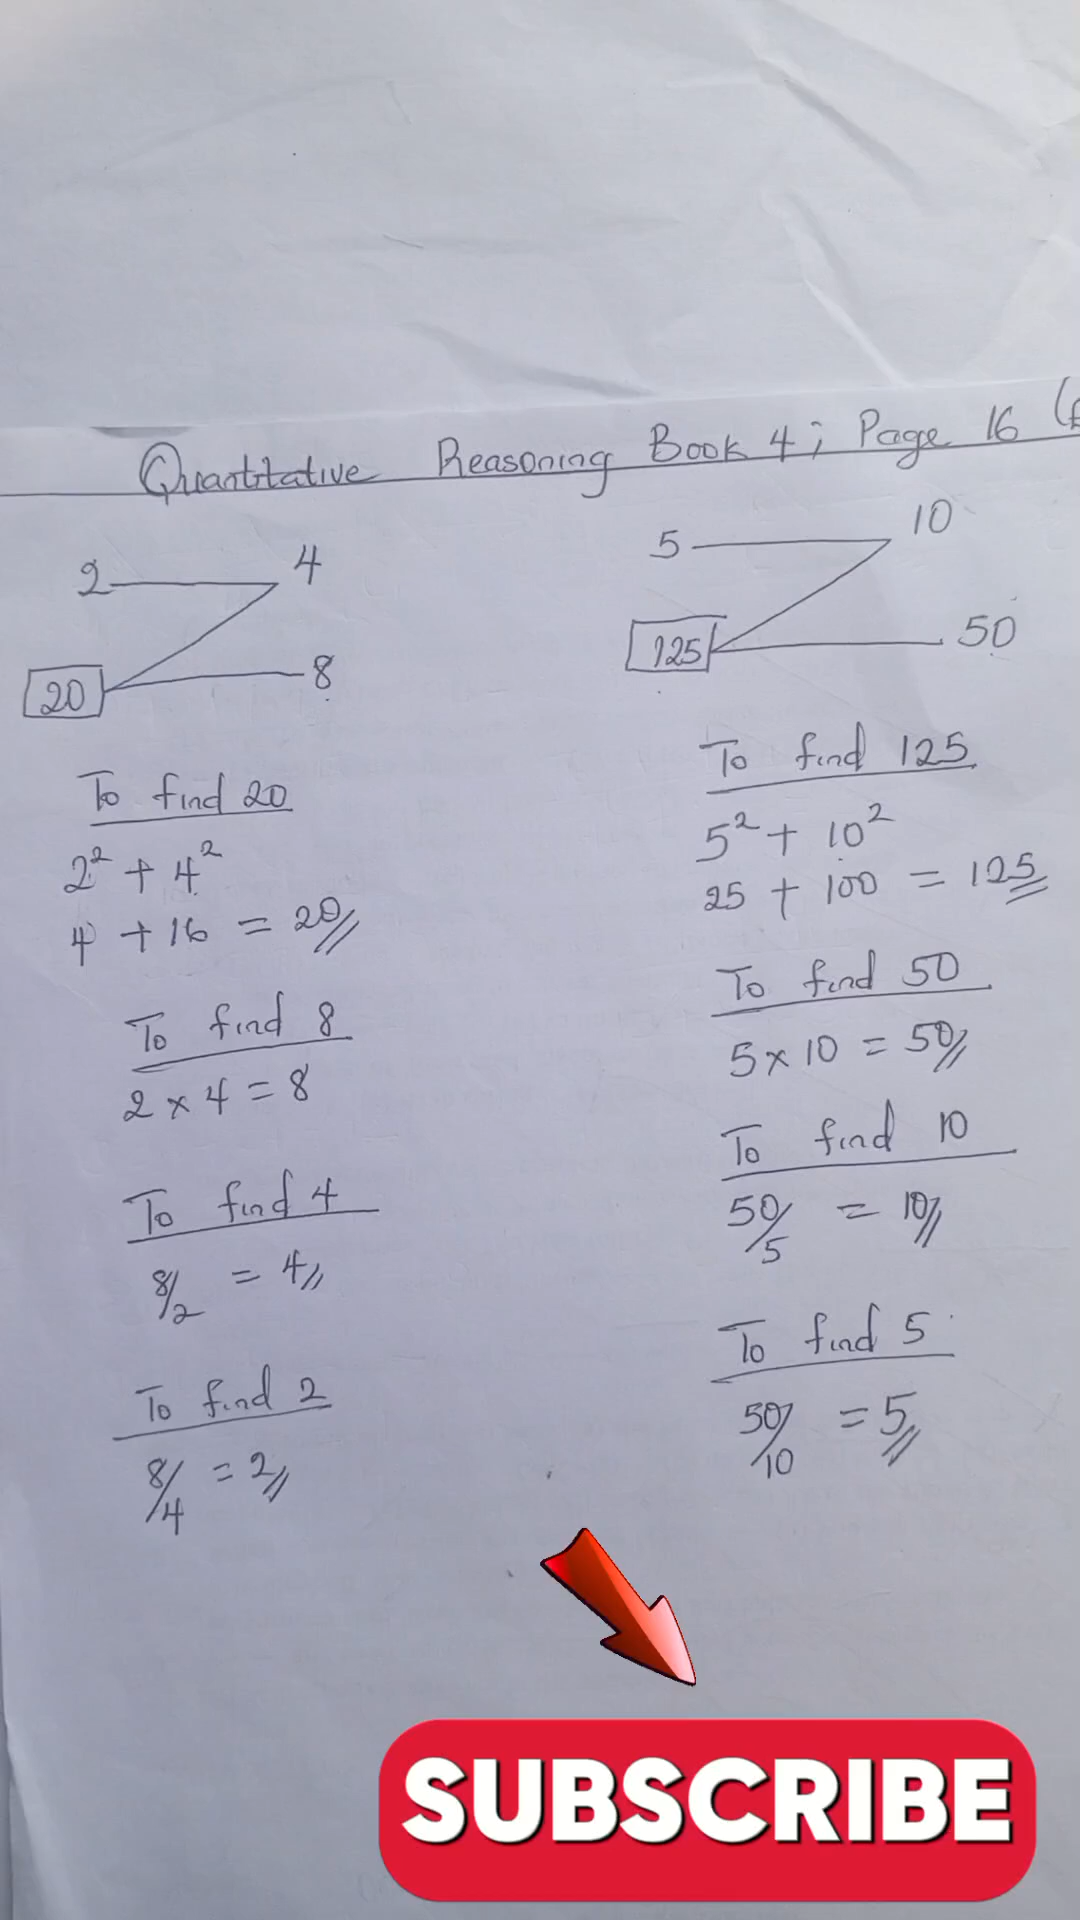 Quantitative Reasoning Book 4; Page 16
2 4
20 8
To find 20
2² + 4²
4 + 16 = 20
To find 8
2 × 4 = 8
To find 4
8/2 = 4
To find 2
8/4 = 2
5 10
125 50
To find 125
5² + 10²
25 + 100 = 125
To find 50
5 × 10 = 50
To find 10
50/5 = 10
To find 5
50/10 = 5
SUBSCRIBE